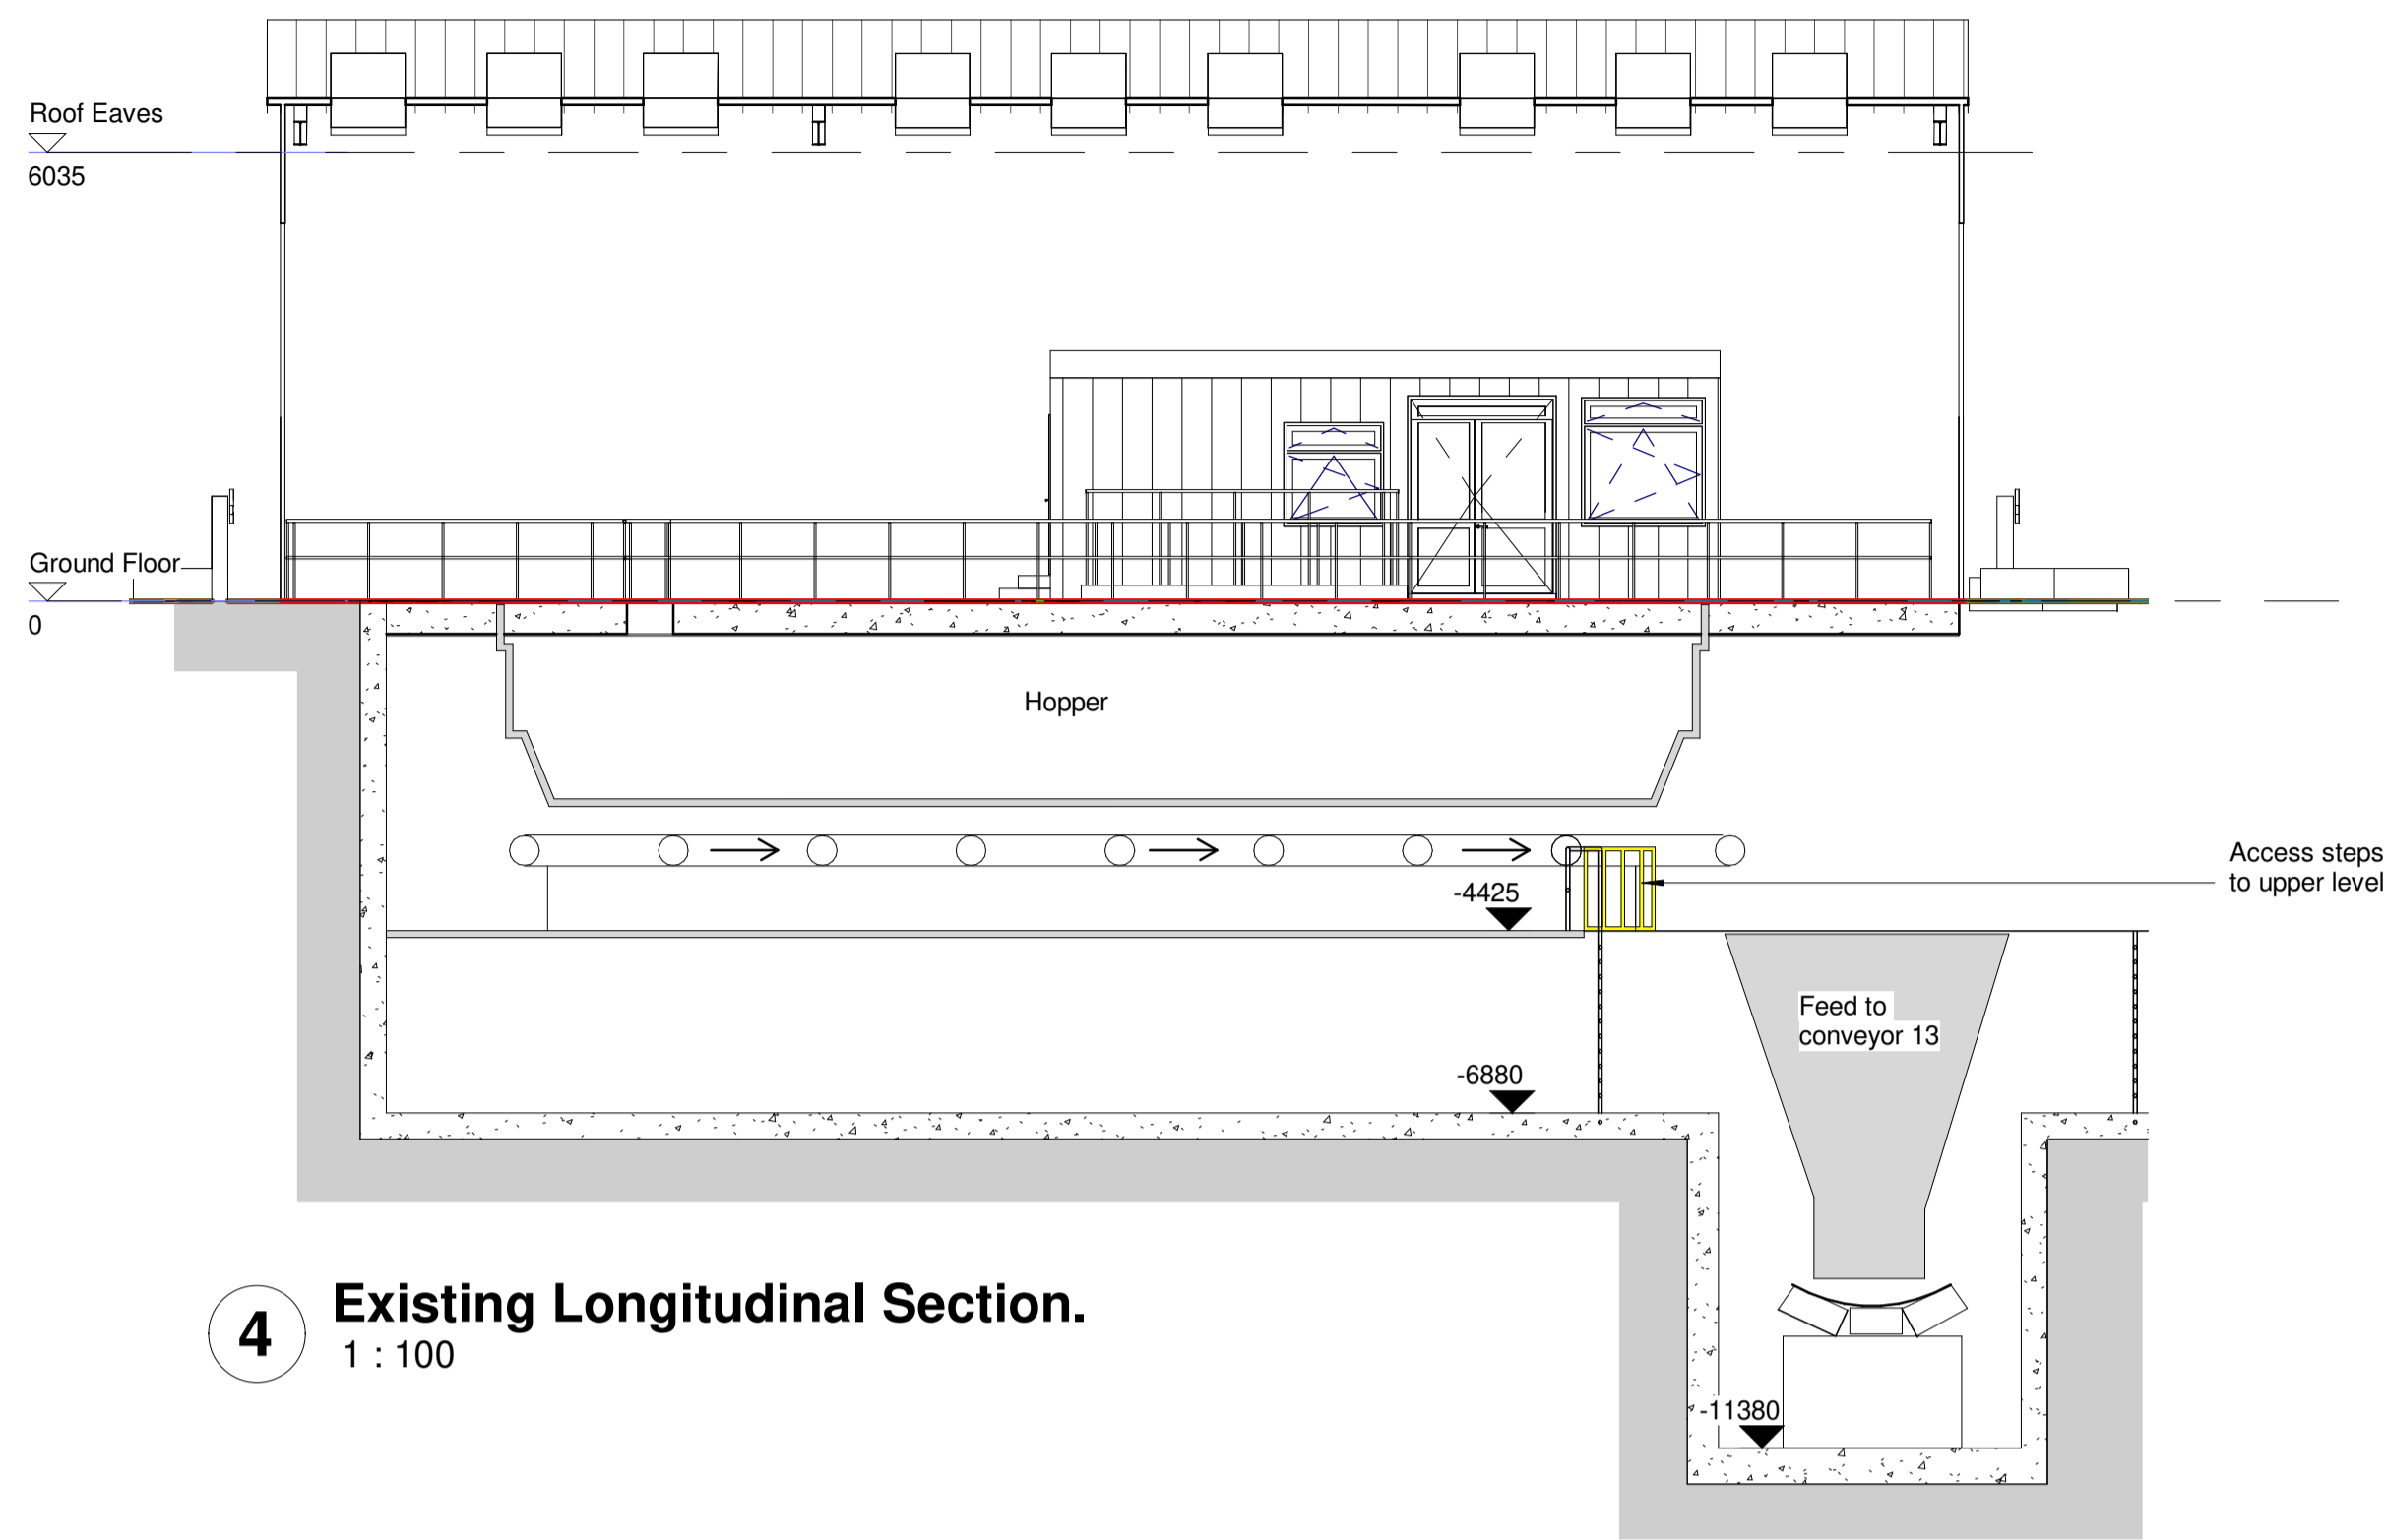 Roof Eaves
6035
Ground Floor
0
Hopper
Access steps
to upper level
-4425
Feed to
conveyor 13
-6880
-11380
4
Existing Longitudinal Section.
1 : 100